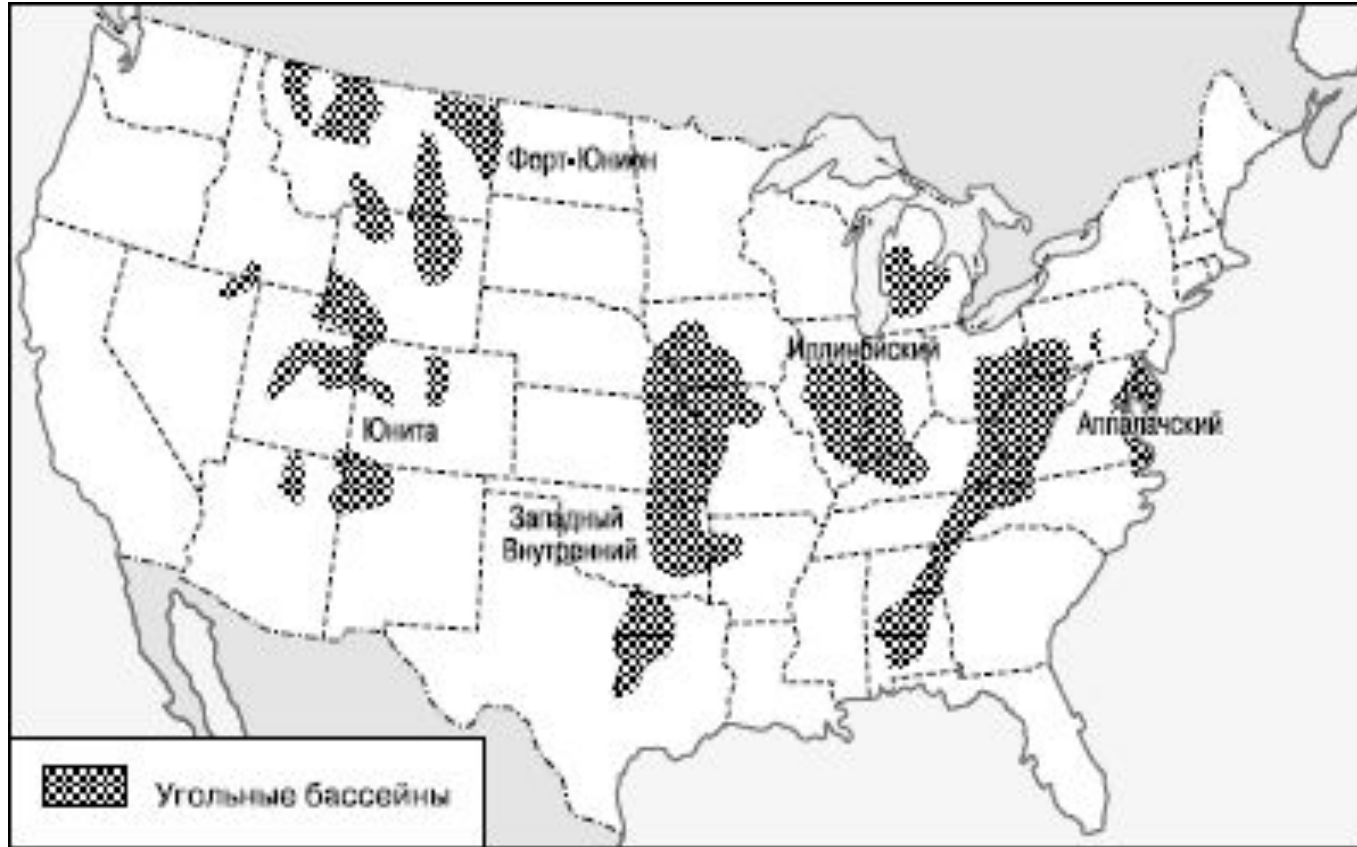 Форт-Юнион
Иллинойский
Аппалачский
Юнита
Западный
Внутренний
Угольные бассейны